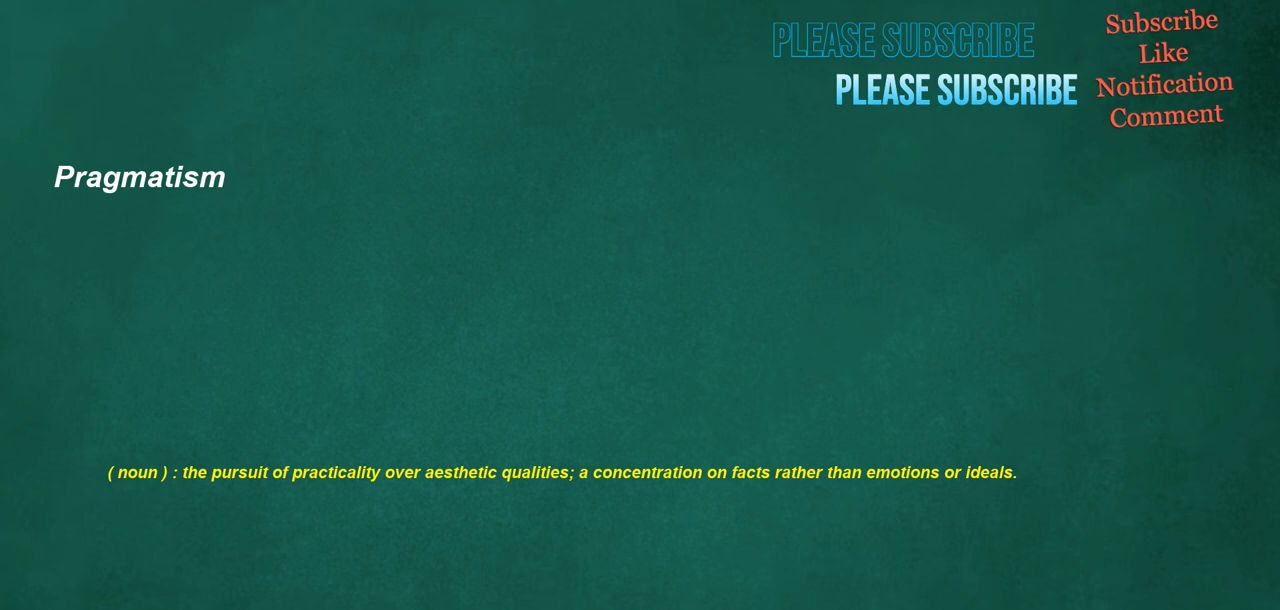 PLEASE SUBSCRIBE
PLEASE SUBSCRIBE
Subscribe
Like
Notification
Comment
Pragmatism
( noun ) : the pursuit of practicality over aesthetic qualities; a concentration on facts rather than emotions or ideals.